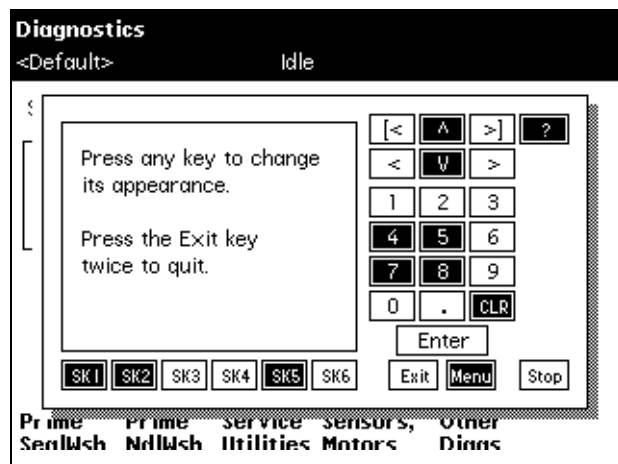 Diagnostics
<Default> Idle
[< ^ >] ?
Press any key to change
its appearance.
< V >
1 2 3
Press the Exit key
twice to quit.
4 5 6
7 8 9
0 . CLR
Enter
SK1 SK2 SK3 SK4 SK5 SK6 Exit Menu Stop
Prime Prime Service Sensors, Other
SealWsh NdlWsh Utilities Motors Diags